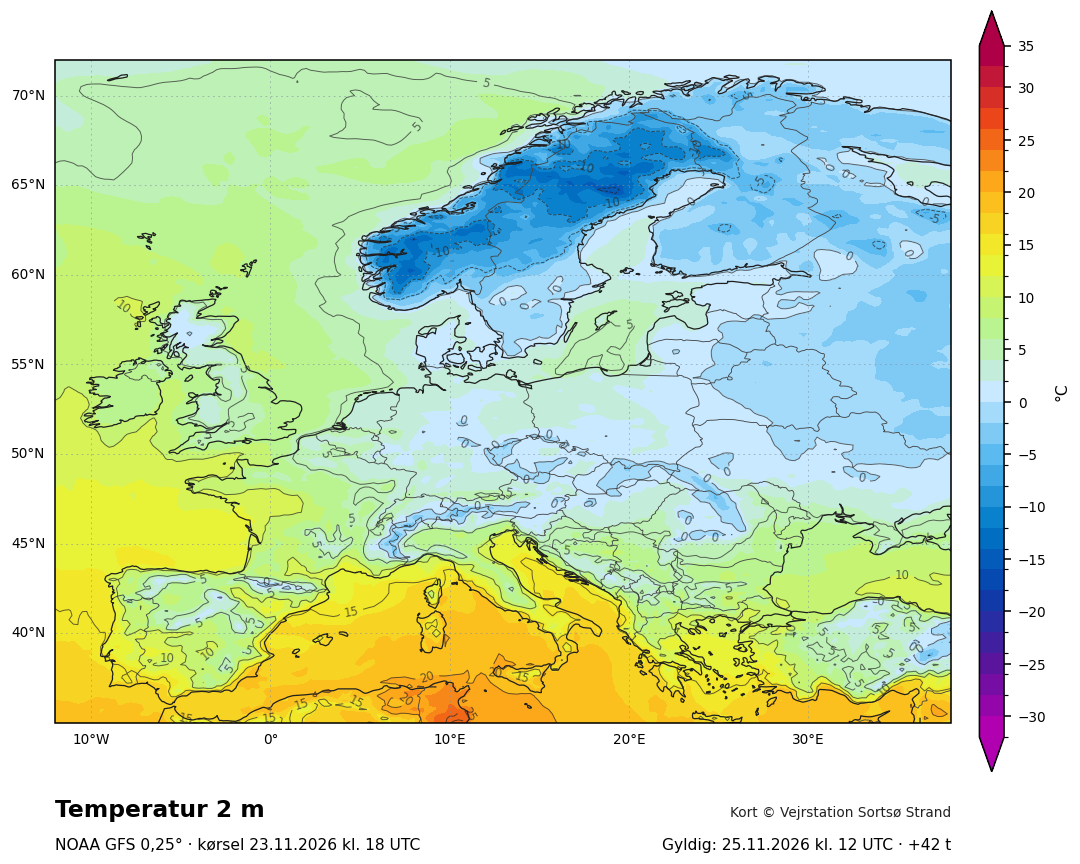 70°N
65°N
60°N
55°N
50°N
45°N
40°N
10°W
0°
10°E
20°E
30°E
35
30
25
20
15
10
5
0
−5
−10
−15
−20
−25
−30
°C
Temperatur 2 m
Kort © Vejrstation Sortsø Strand
NOAA GFS 0,25° · kørsel 23.11.2026 kl. 18 UTC
Gyldig: 25.11.2026 kl. 12 UTC · +42 t